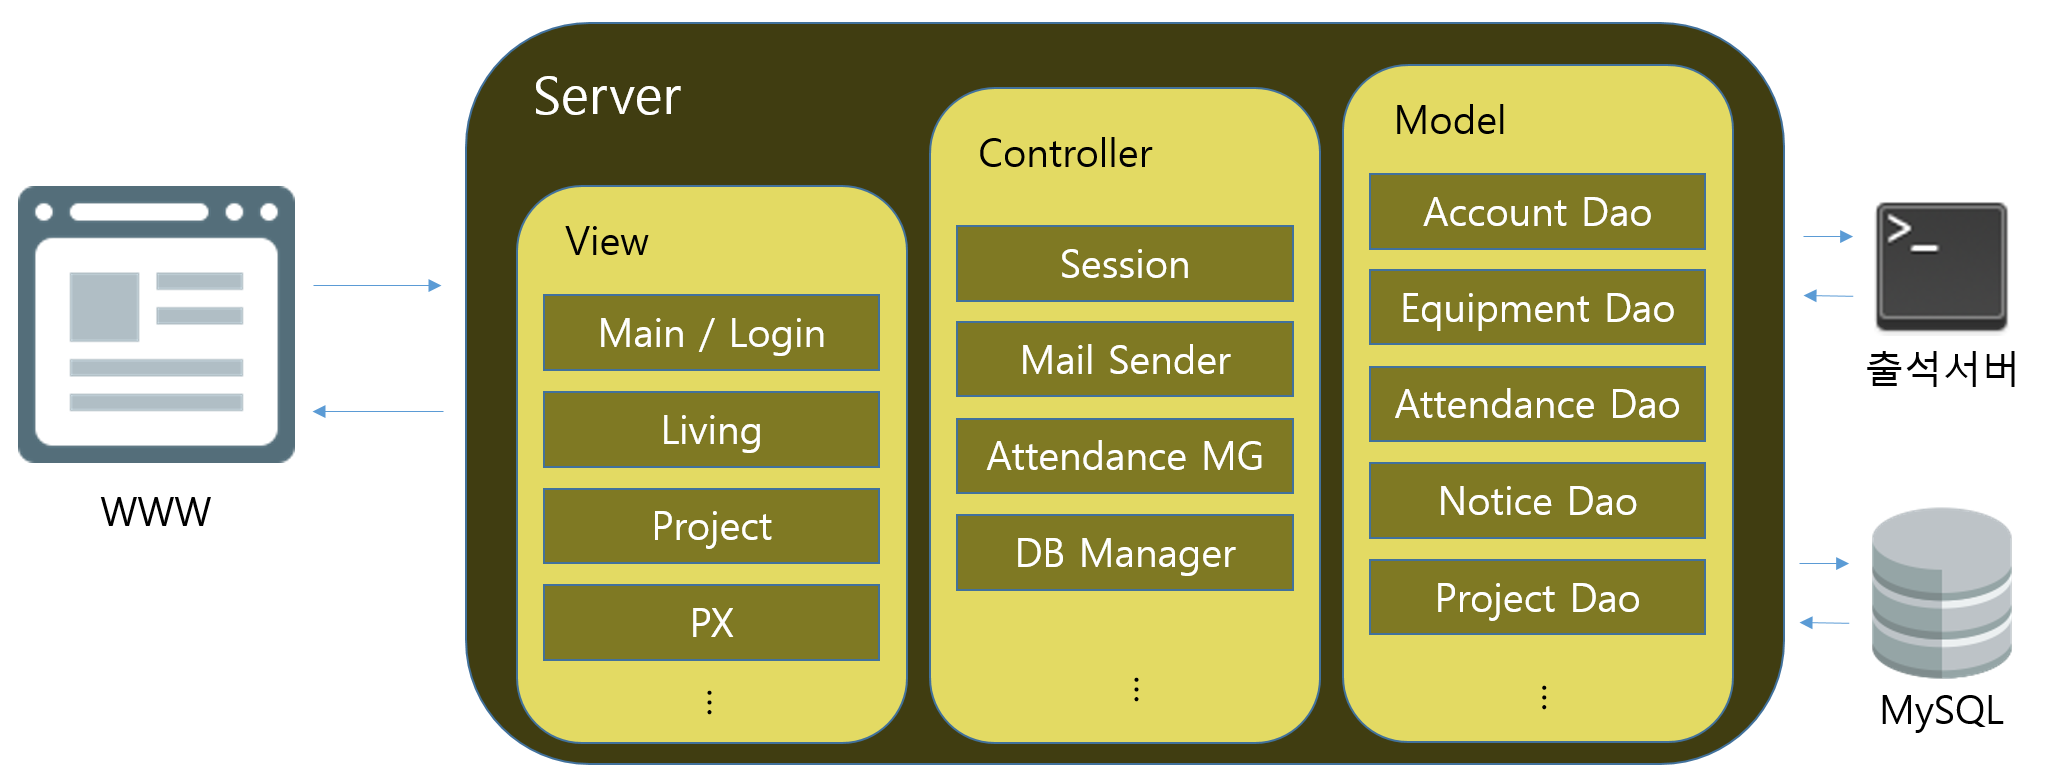 WWW
Server
View
Main / Login
Living
Project
PX
⋮
Controller
Session
Mail Sender
Attendance MG
DB Manager
⋮
Model
Account Dao
Equipment Dao
Attendance Dao
Notice Dao
Project Dao
⋮
>_
출석서버
MySQL